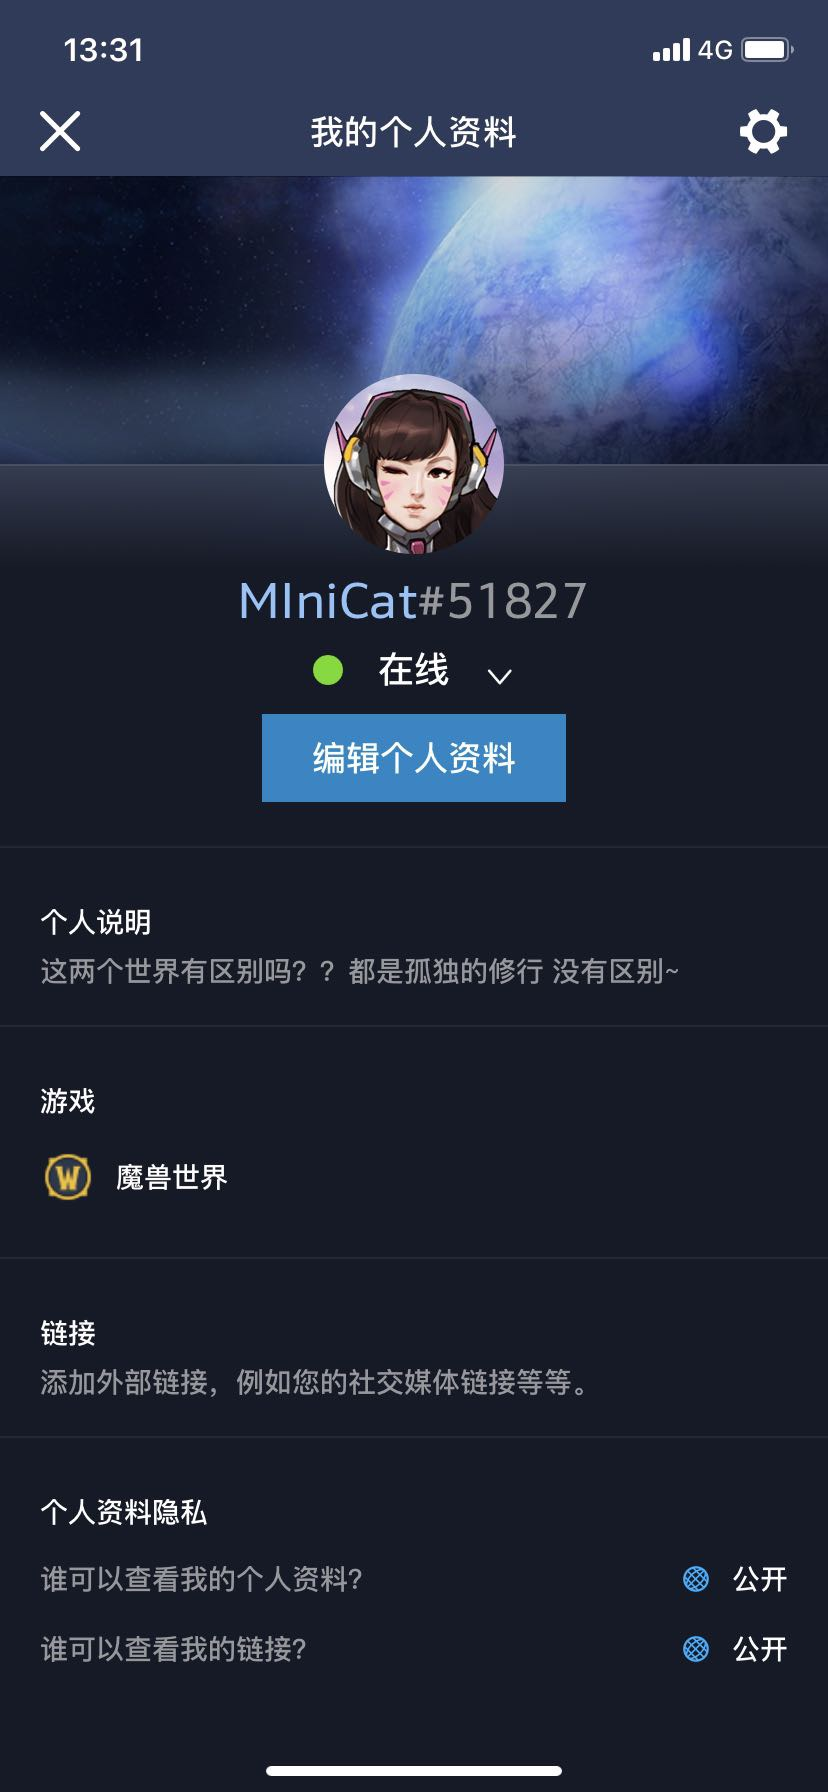 13:31
4G
我的个人资料
MIniCat#51827
在线
编辑个人资料
个人说明
这两个世界有区别吗？？都是孤独的修行 没有区别~
游戏
W 魔兽世界
链接
添加外部链接，例如您的社交媒体链接等等。
个人资料隐私
谁可以查看我的个人资料? 公开
谁可以查看我的链接? 公开